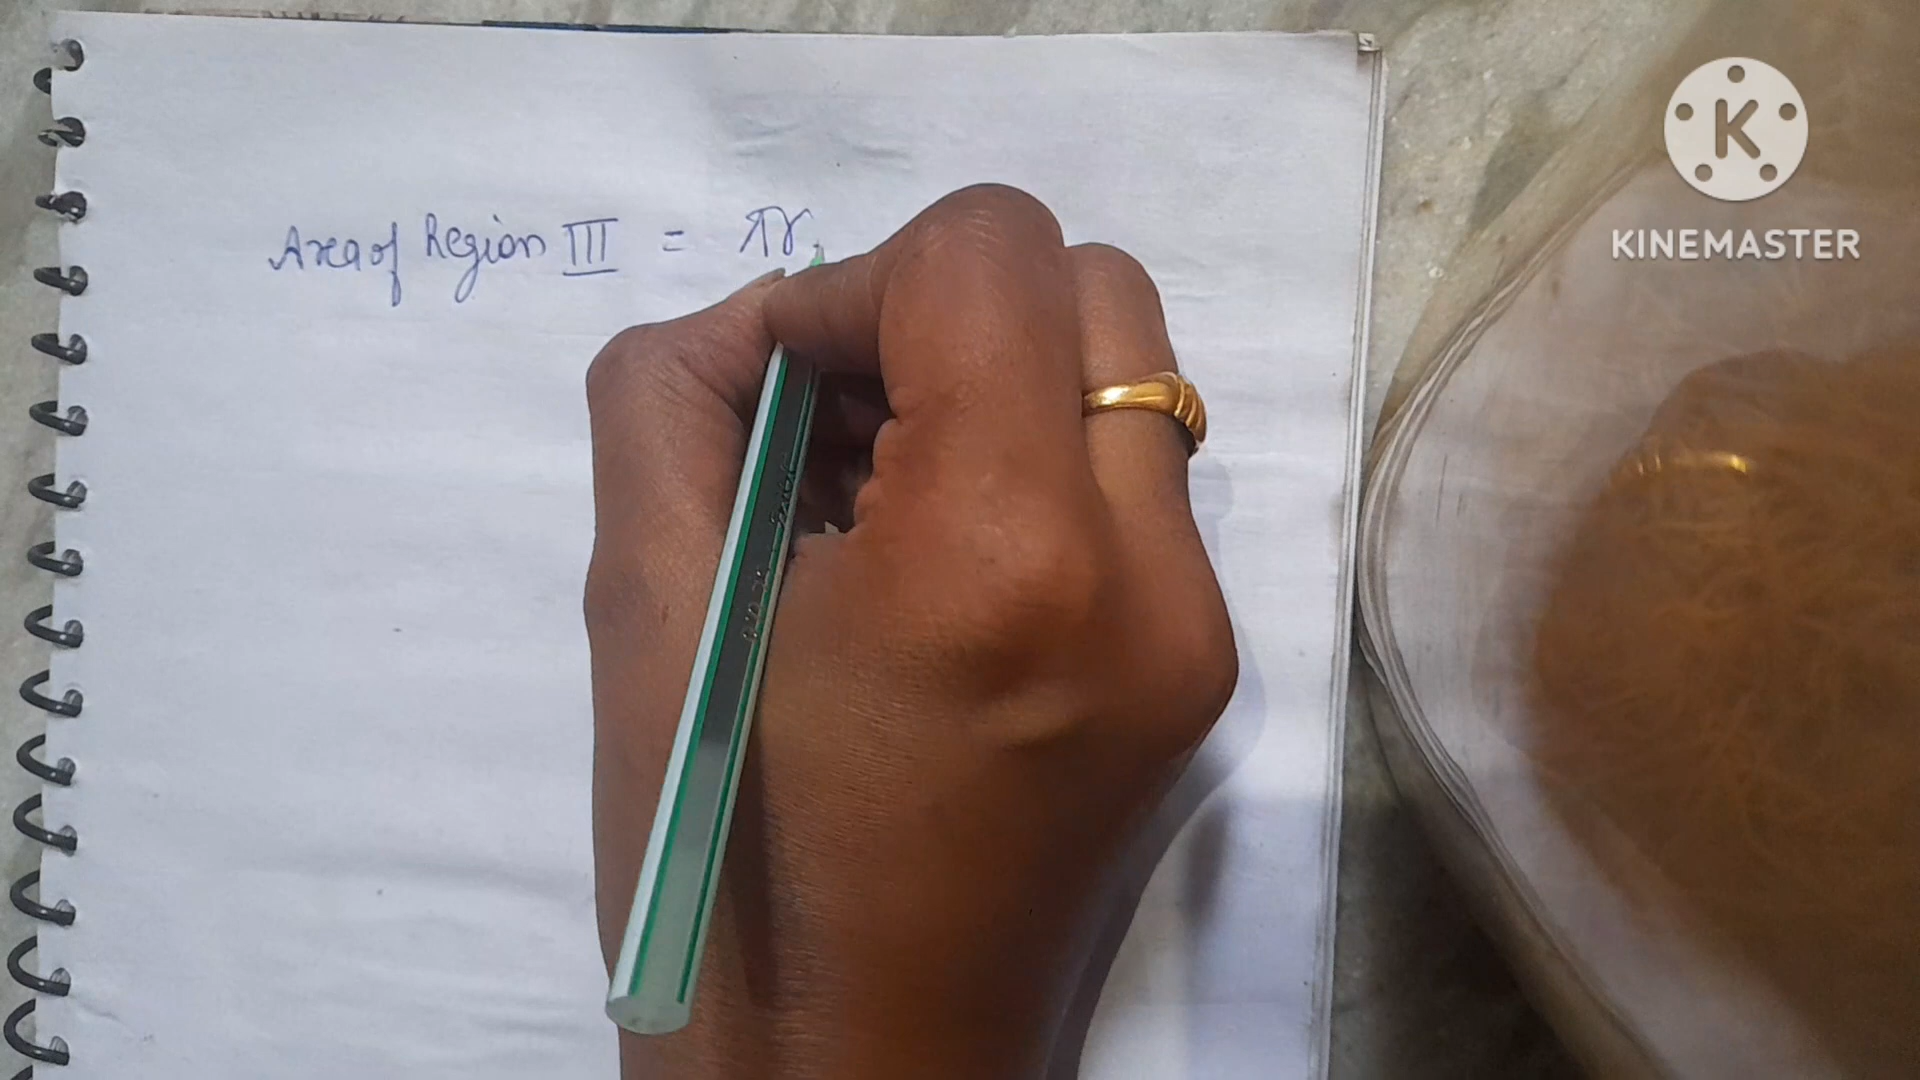 Area of Region III = πr
K
KINEMASTER